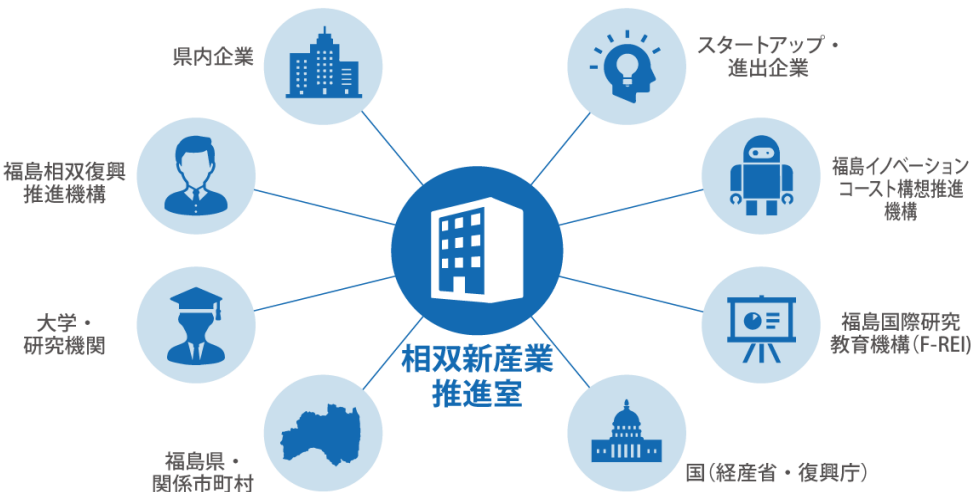 県内企業
スタートアップ・
進出企業
福島相双復興
推進機構
福島イノベーション
コースト構想推進
機構
大学・
研究機関
福島国際研究
教育機構(F-REI)
相双新産業
推進室
福島県・
関係市町村
国(経産省・復興庁)